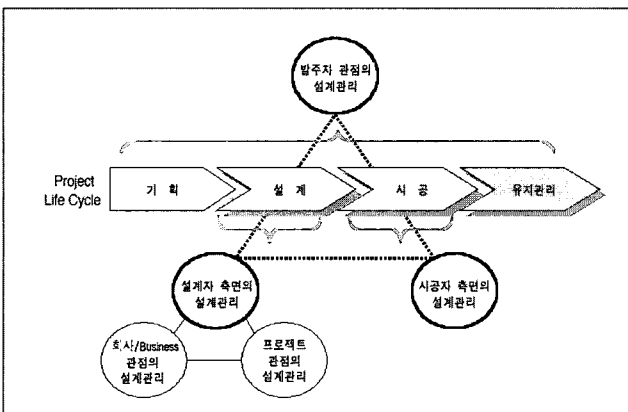 발주자 관점의
설계관리
Project
Life Cycle
기 획
설 계
시 공
유지관리
설계자 측면의
설계관리
시공자 측면의
설계관리
회사/Business
관점의
설계관리
프로젝트
관점의
설계관리